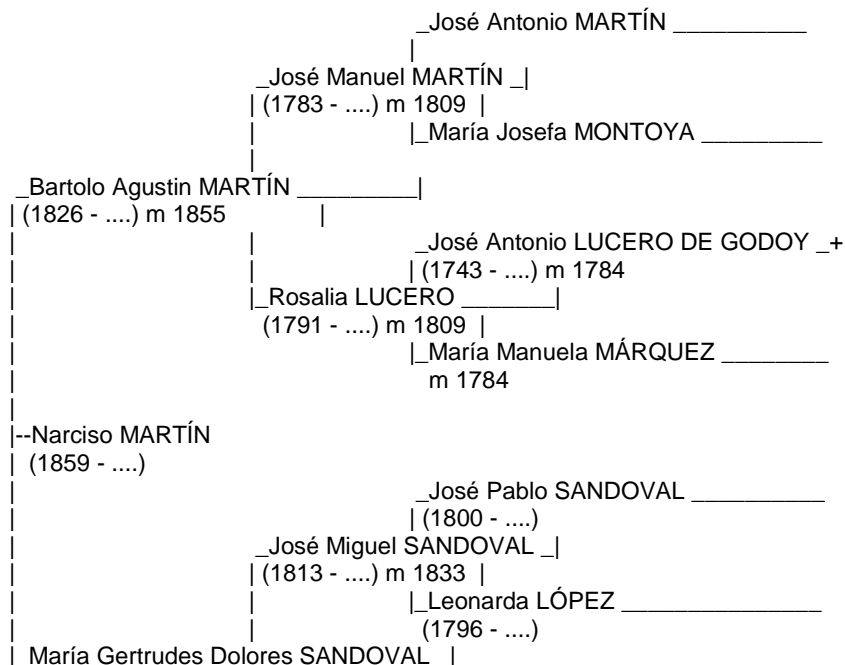 _José Antonio MARTÍN __________
|
_José Manuel MARTÍN _|
| (1783 - ....) m 1809 |
| |_María Josefa MONTOYA _________
|
_Bartolo Agustin MARTÍN _________|
| (1826 - ....) m 1855 |
| | _José Antonio LUCERO DE GODOY _+
| | | (1743 - ....) m 1784
| |_Rosalia LUCERO _______|
| (1791 - ....) m 1809 |
| |_María Manuela MÁRQUEZ ________
| m 1784
|
|--Narciso MARTÍN
| (1859 - ....)
| _José Pablo SANDOVAL __________
| | (1800 - ....)
| _José Miguel SANDOVAL _|
| | (1813 - ....) m 1833 |
| | |_Leonarda LÓPEZ _______________
| | (1796 - ....)
|_María Gertrudes Dolores SANDOVAL _|